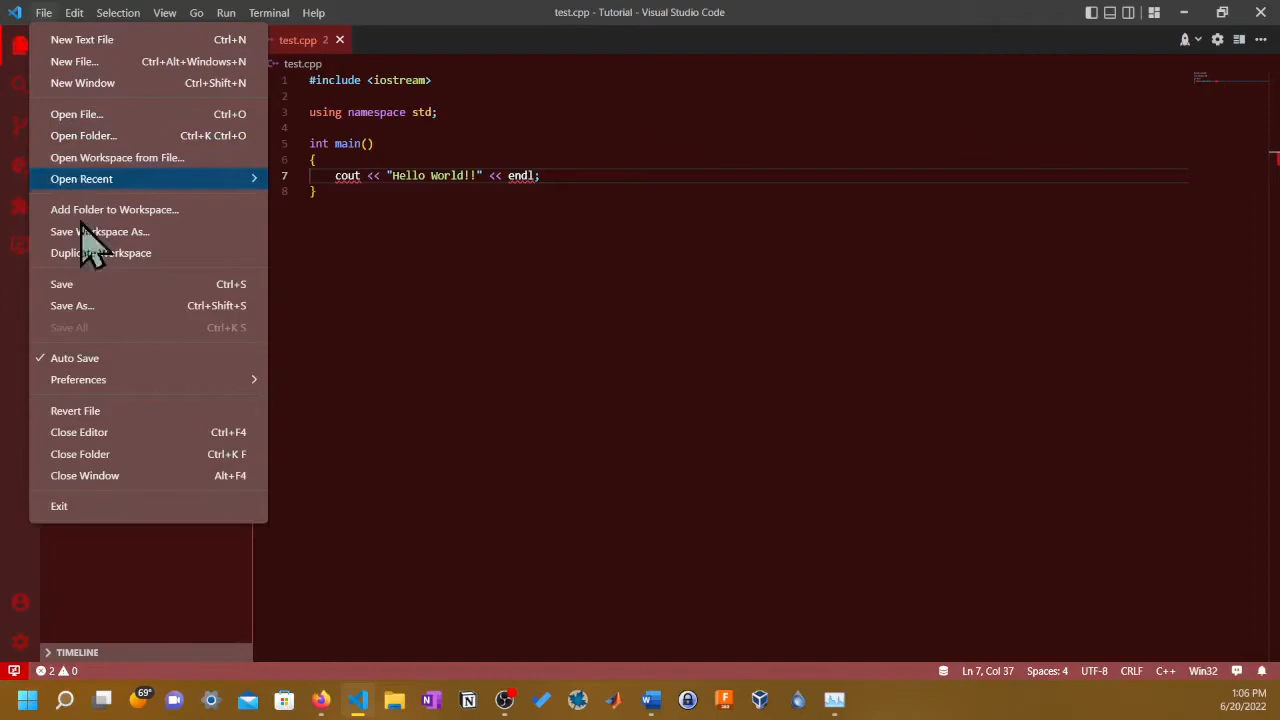 File Edit Selection View Go Run Terminal Help
test.cpp - Tutorial - Visual Studio Code
New Text File Ctrl+N
New File... Ctrl+Alt+Windows+N
New Window Ctrl+Shift+N
Open File... Ctrl+O
Open Folder... Ctrl+K Ctrl+O
Open Workspace from File...
Open Recent
Add Folder to Workspace...
Save Workspace As...
Duplicate Workspace
Save Ctrl+S
Save As... Ctrl+Shift+S
Save All Ctrl+K S
Auto Save
Preferences
Revert File
Close Editor Ctrl+F4
Close Folder Ctrl+K F
Close Window Alt+F4
Exit
test.cpp 2
test.cpp
1 #include <iostream>
2
3 using namespace std;
4
5 int main()
6 {
7 cout << "Hello World!!" << endl;
8 }
TIMELINE
2 0
Ln 7, Col 37 Spaces: 4 UTF-8 CRLF C++ Win32
69°
1:06 PM
6/20/2022